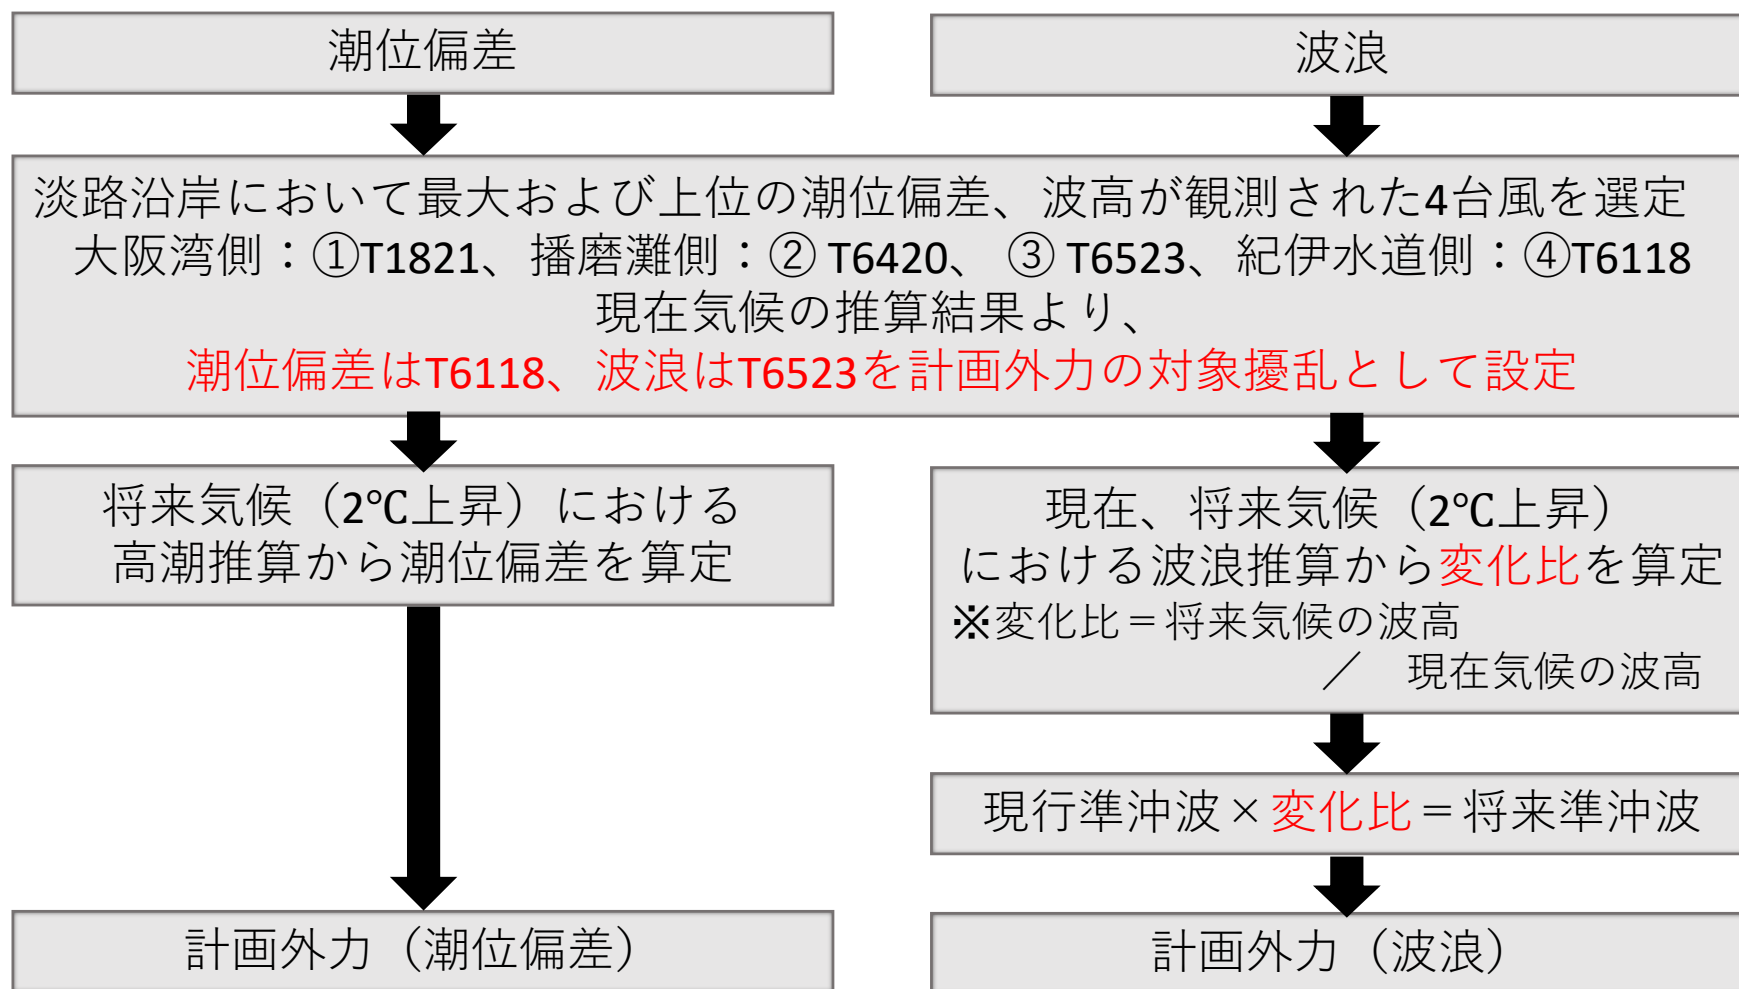 潮位偏差
波浪
淡路沿岸において最大および上位の潮位偏差、波高が観測された4台風を選定
大阪湾側：①T1821、播磨灘側：② T6420、 ③ T6523、紀伊水道側：④T6118
現在気候の推算結果より、
潮位偏差はT6118、波浪はT6523を計画外力の対象擾乱として設定
将来気候（2℃上昇）における
高潮推算から潮位偏差を算定
現在、将来気候（2℃上昇）
における波浪推算から変化比を算定
※変化比＝将来気候の波高
／　現在気候の波高
現行準沖波×変化比＝将来準沖波
計画外力（潮位偏差）
計画外力（波浪）